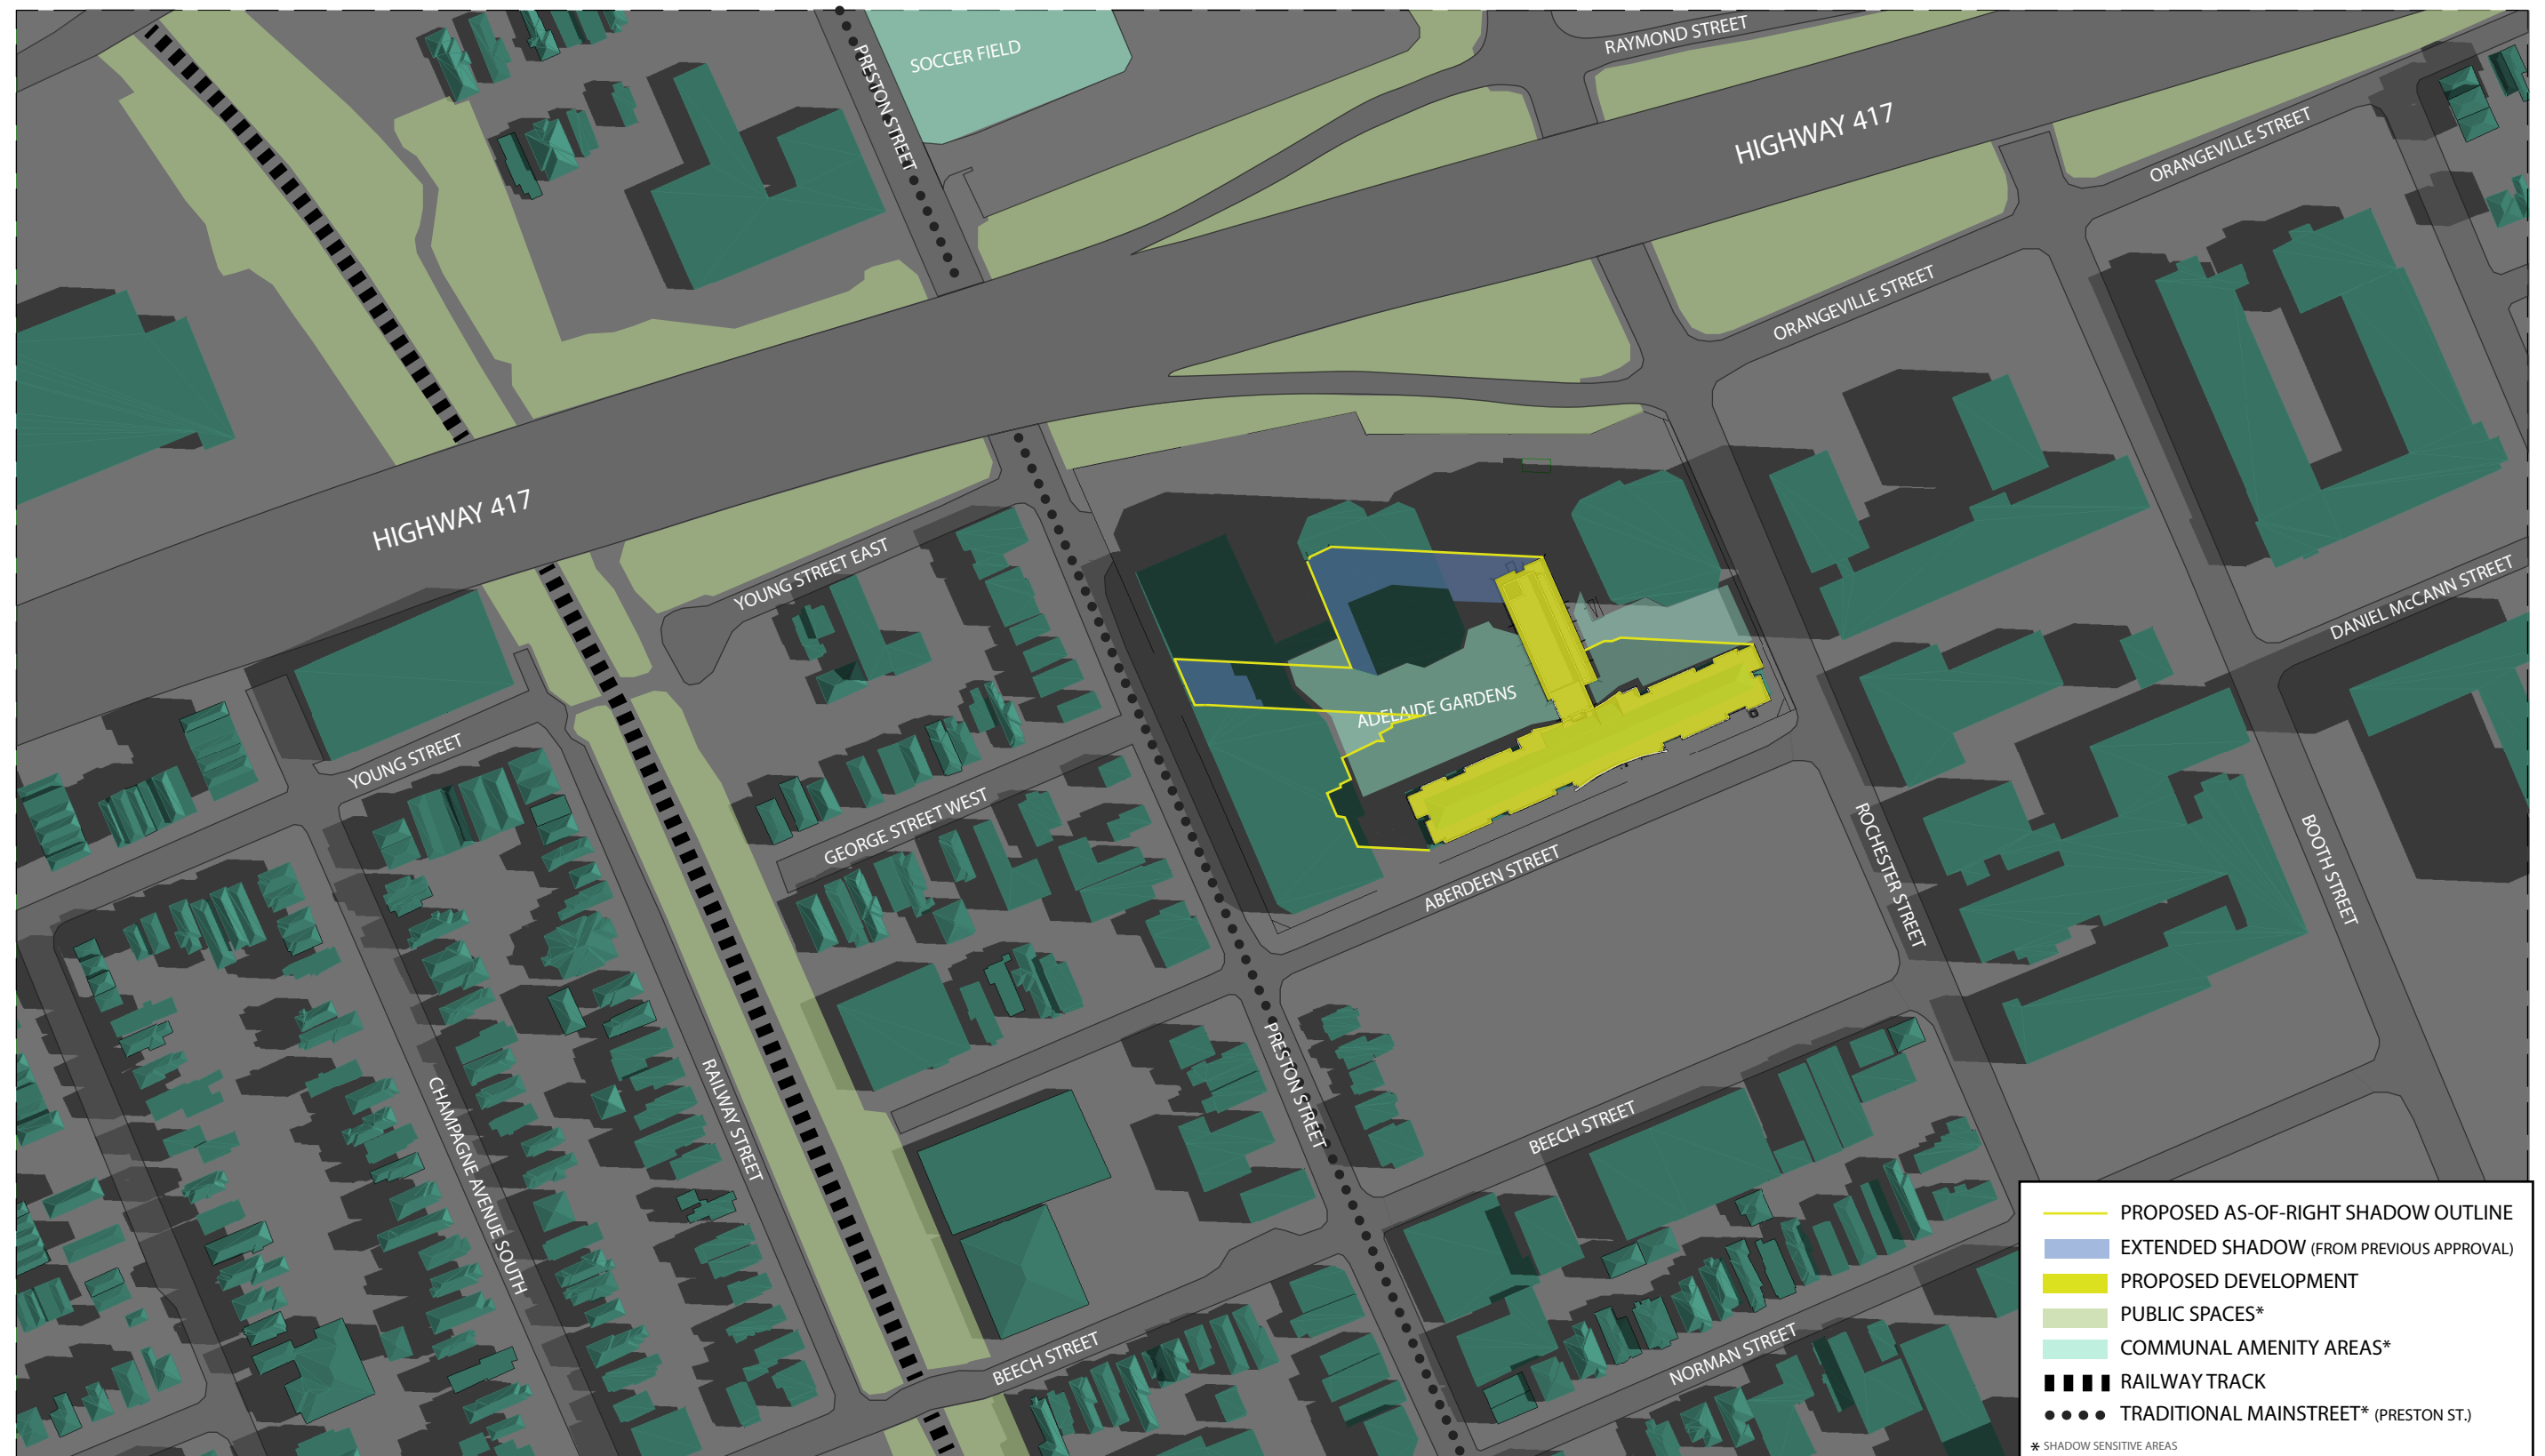 RAYMOND STREET
SOCCER FIELD
PRESTON STREET
HIGHWAY 417
ORANGEVILLE STREET
ORANGEVILLE STREET
HIGHWAY 417
YOUNG STREET EAST
DANIEL McCANN STREET
ADELAIDE GARDENS
YOUNG STREET
GEORGE STREET WEST
ABERDEEN STREET
ROCHESTER STREET
BOOTH STREET
PRESTON STREET
RAILWAY STREET
CHAMPAGNE AVENUE SOUTH
BEECH STREET
BEECH STREET
NORMAN STREET
PROPOSED AS-OF-RIGHT SHADOW OUTLINE
EXTENDED SHADOW (FROM PREVIOUS APPROVAL)
PROPOSED DEVELOPMENT
PUBLIC SPACES*
COMMUNAL AMENITY AREAS*
RAILWAY TRACK
TRADITIONAL MAINSTREET* (PRESTON ST.)
* SHADOW SENSITIVE AREAS